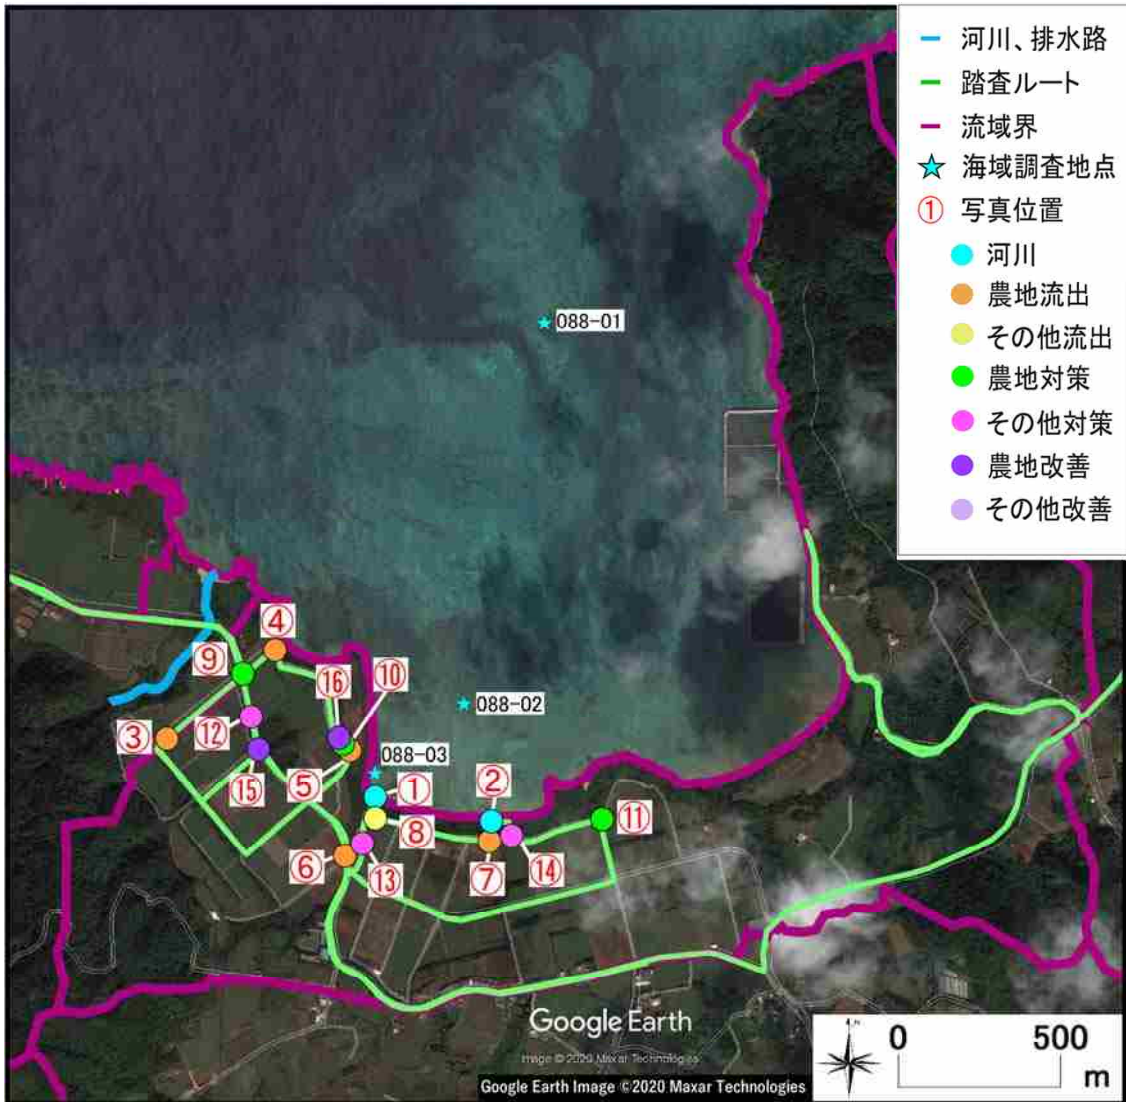 河川、排水路
踏査ルート
流域界
海域調査地点
① 写真位置
河川
農地流出
その他流出
農地対策
その他対策
農地改善
その他改善
088-01
④
⑨
⑯
⑩
088-02
⑫
③
088-03
⑮
⑤
①
②
⑪
⑧
⑥
⑬
⑦
⑭
Google Earth
Image © 2020 Maxar Technologies
Google Earth Image ©2020 Maxar Technologies
N
0 500
m